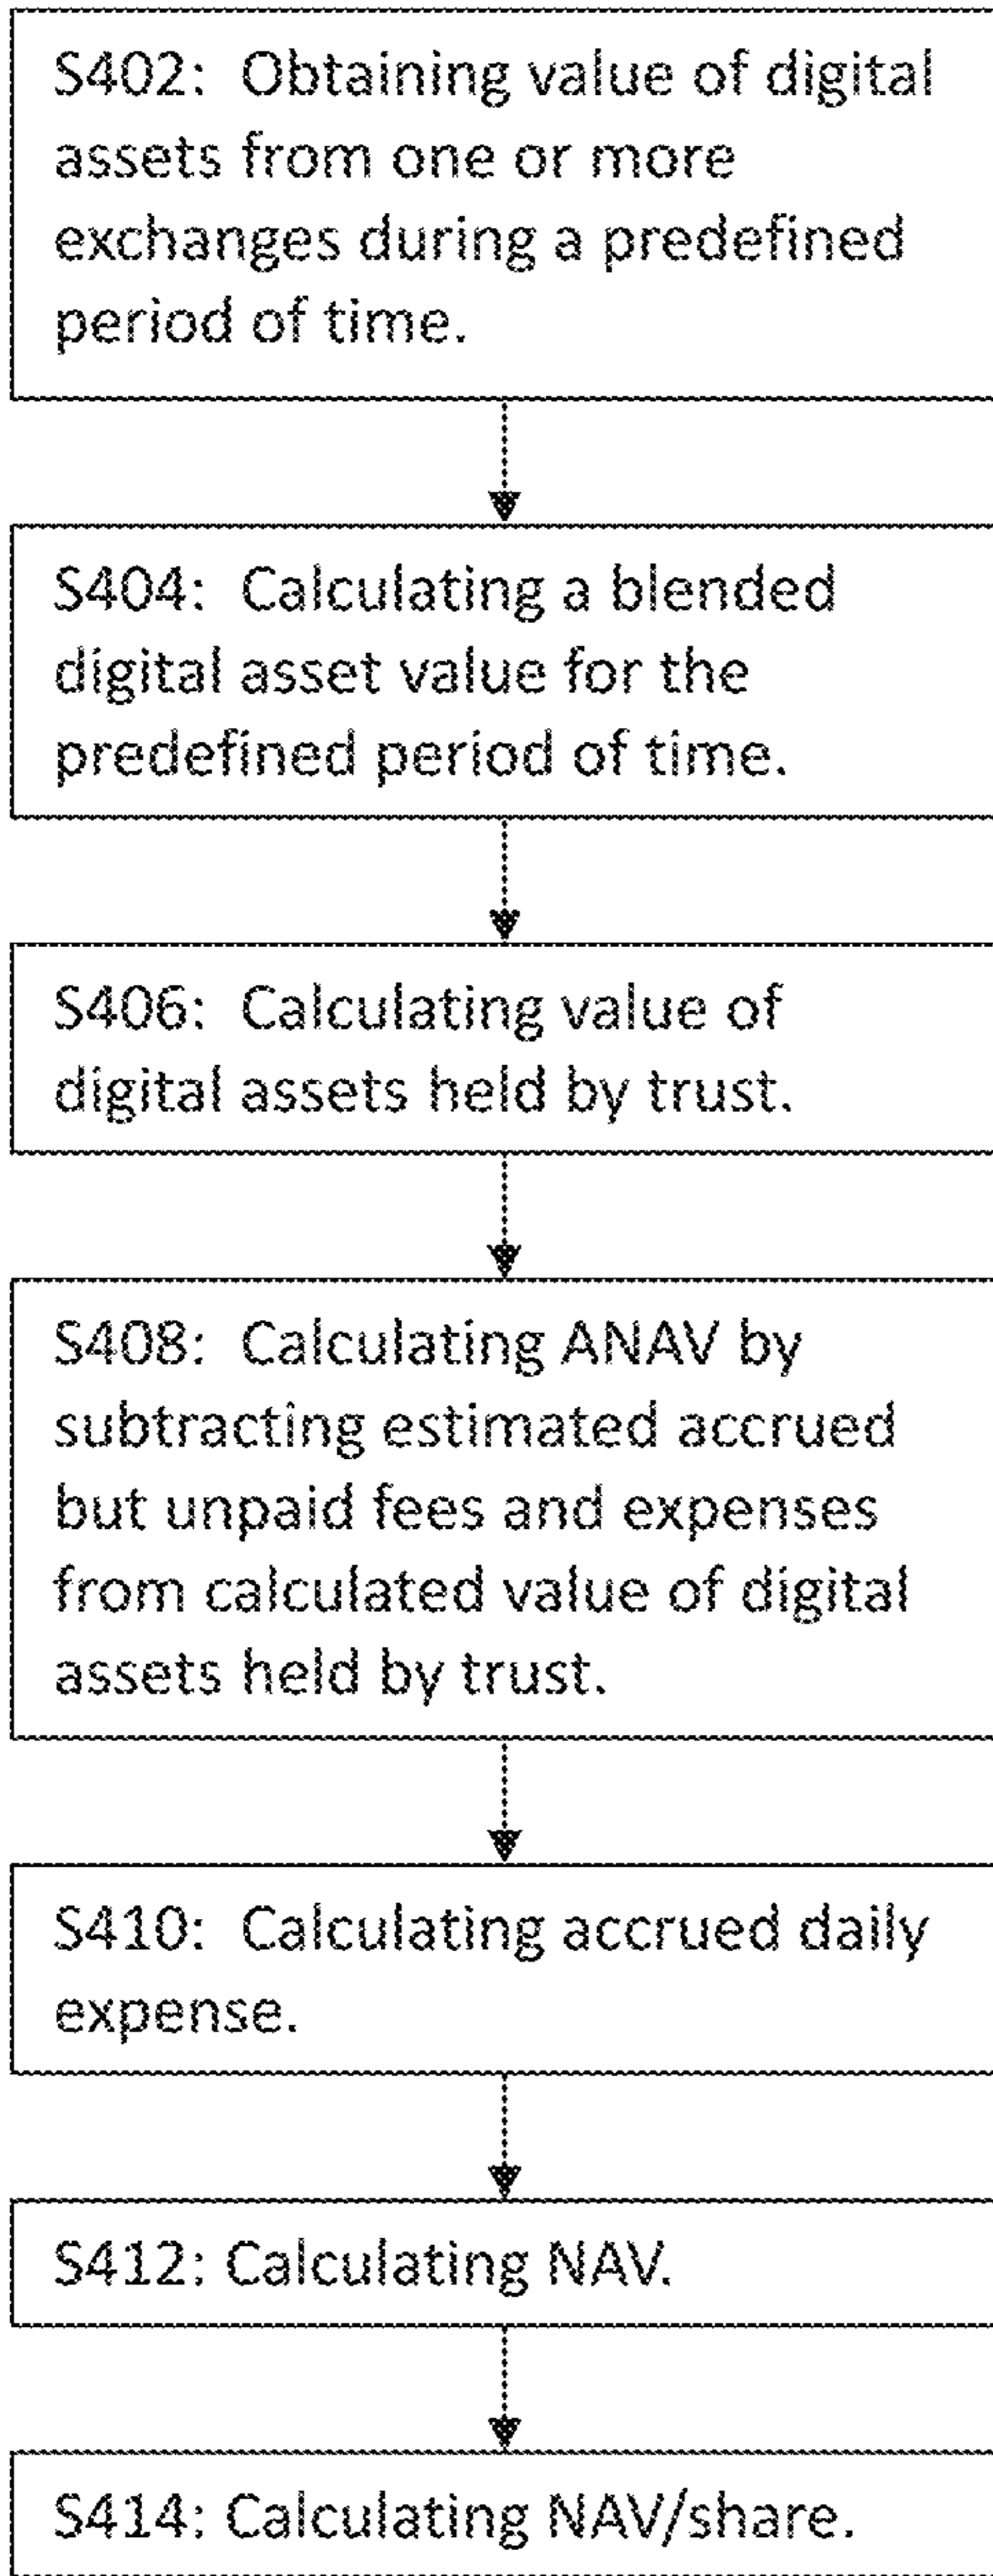 S402: Obtaining value of digital
assets from one or more
exchanges during a predefined
period of time.
S404: Calculating a blended
digital asset value for the
predefined period of time.
S406: Calculating value of
digital assets held by trust.
S408: Calculating ANAV by
subtracting estimated accrued
but unpaid fees and expenses
from calculated value of digital
assets held by trust.
S410: Calculating accrued daily
expense.
S412: Calculating NAV.
S414: Calculating NAV/share.